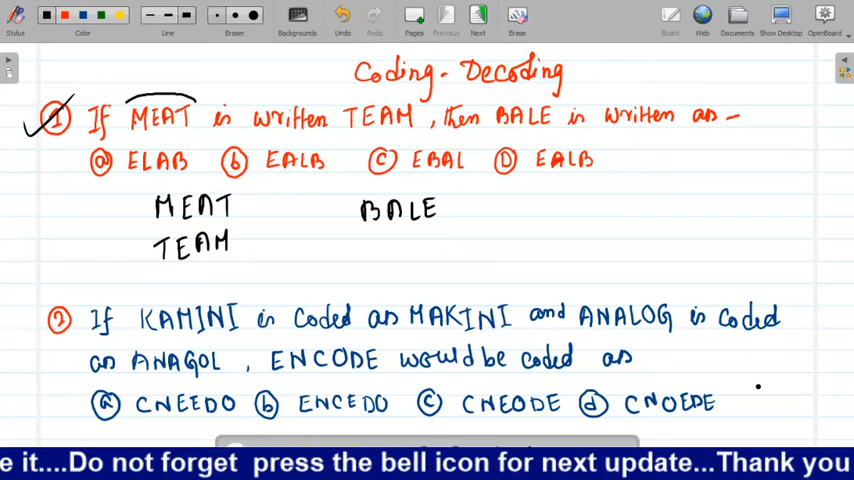 Stylus
Color
Line
Eraser
Backgrounds
Undo
Redo
Pages
Previous
Next
Erase
Board
Web
Documents
Show Desktop
OpenBoard
Coding - Decoding
① If MEAT is written TEAM, then BALE is written as -
ⓐ ELAB ⓑ EALB ⓒ EBAL Ⓓ EALB
MEAT BALE
TEAM
② If KAMINI is coded as MAKINI and ANALOG is coded
as ANAGOL , ENCODE would be coded as
ⓐ CNEEDO ⓑ ENCEDO ⓒ CNEODE ⓓ CNOEDE
e it....Do not forget press the bell icon for next update...Thank you